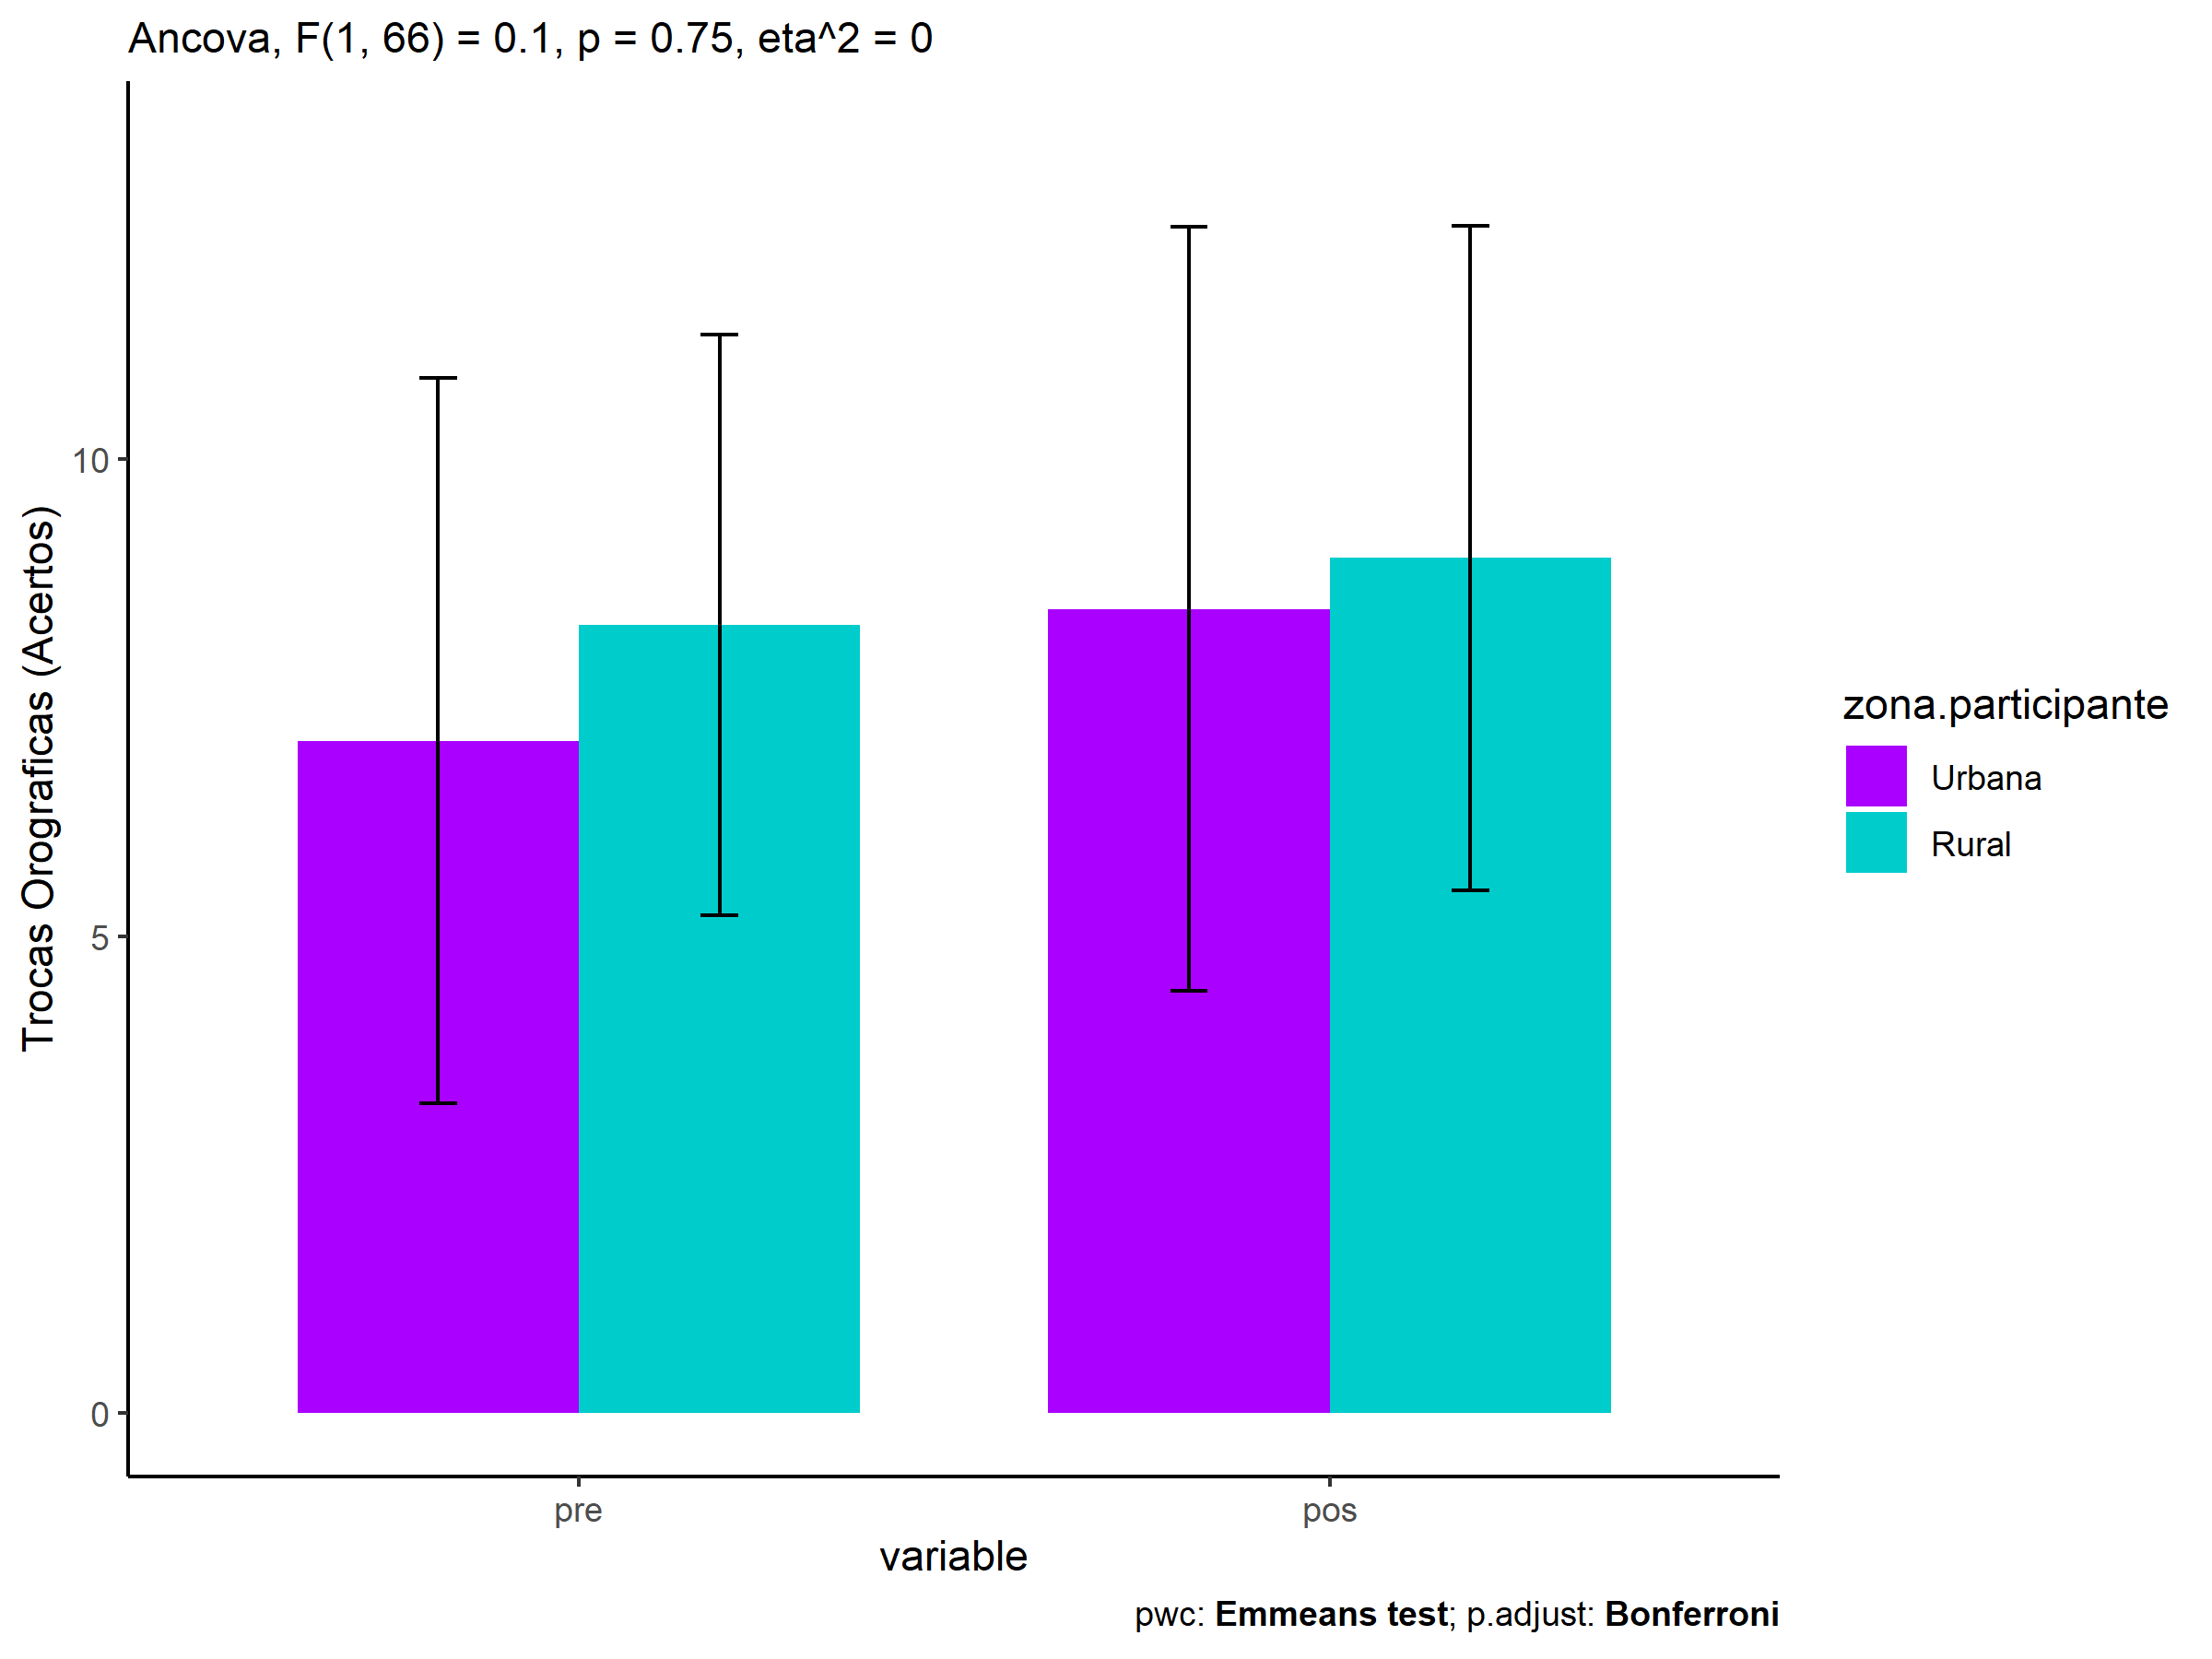 Ancova, F(1, 66) = 0.1, p = 0.75, eta^2 = 0
Trocas Orograficas (Acertos)
10
5
0
pre
pos
variable
zona.participante
Urbana
Rural
pwc: Emmeans test; p.adjust: Bonferroni